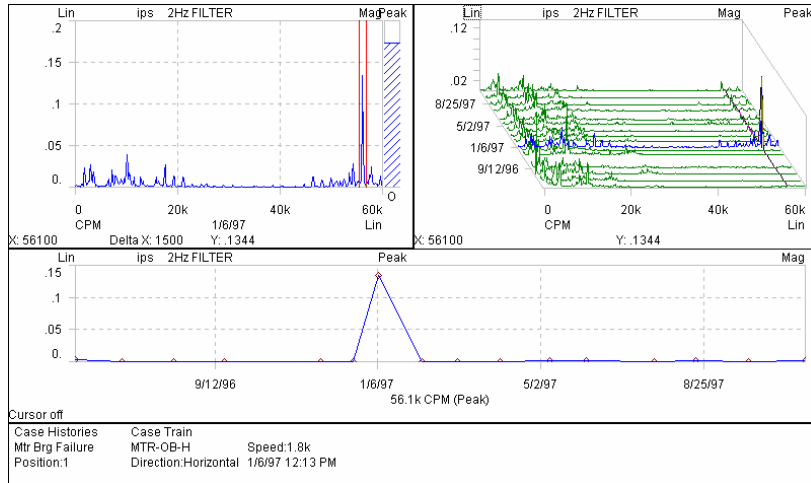 Lin ips 2Hz FILTER Mag Peak
.2
.15
.1
.05
0.
0 20k 60k
CPM 1/6/97 Lin
X: 56100 Delta X: 1500 Y: .1344
O
Lin ips 2Hz FILTER Mag Peak
.12
.02
8/25/97
5/2/97
1/6/97
9/12/96
0 20k 40k 60k
CPM Lin
X: 56100 Y: .1344
Lin ips 2Hz FILTER Peak Mag
.15
.1
.05
0.
9/12/96 1/6/97 5/2/97 8/25/97
56.1k CPM (Peak)
Cursor off
Case Histories Case Train
Mtr Brg Failure MTR-OB-H Speed:1.8k
Position:1 Direction:Horizontal 1/6/97 12:13 PM